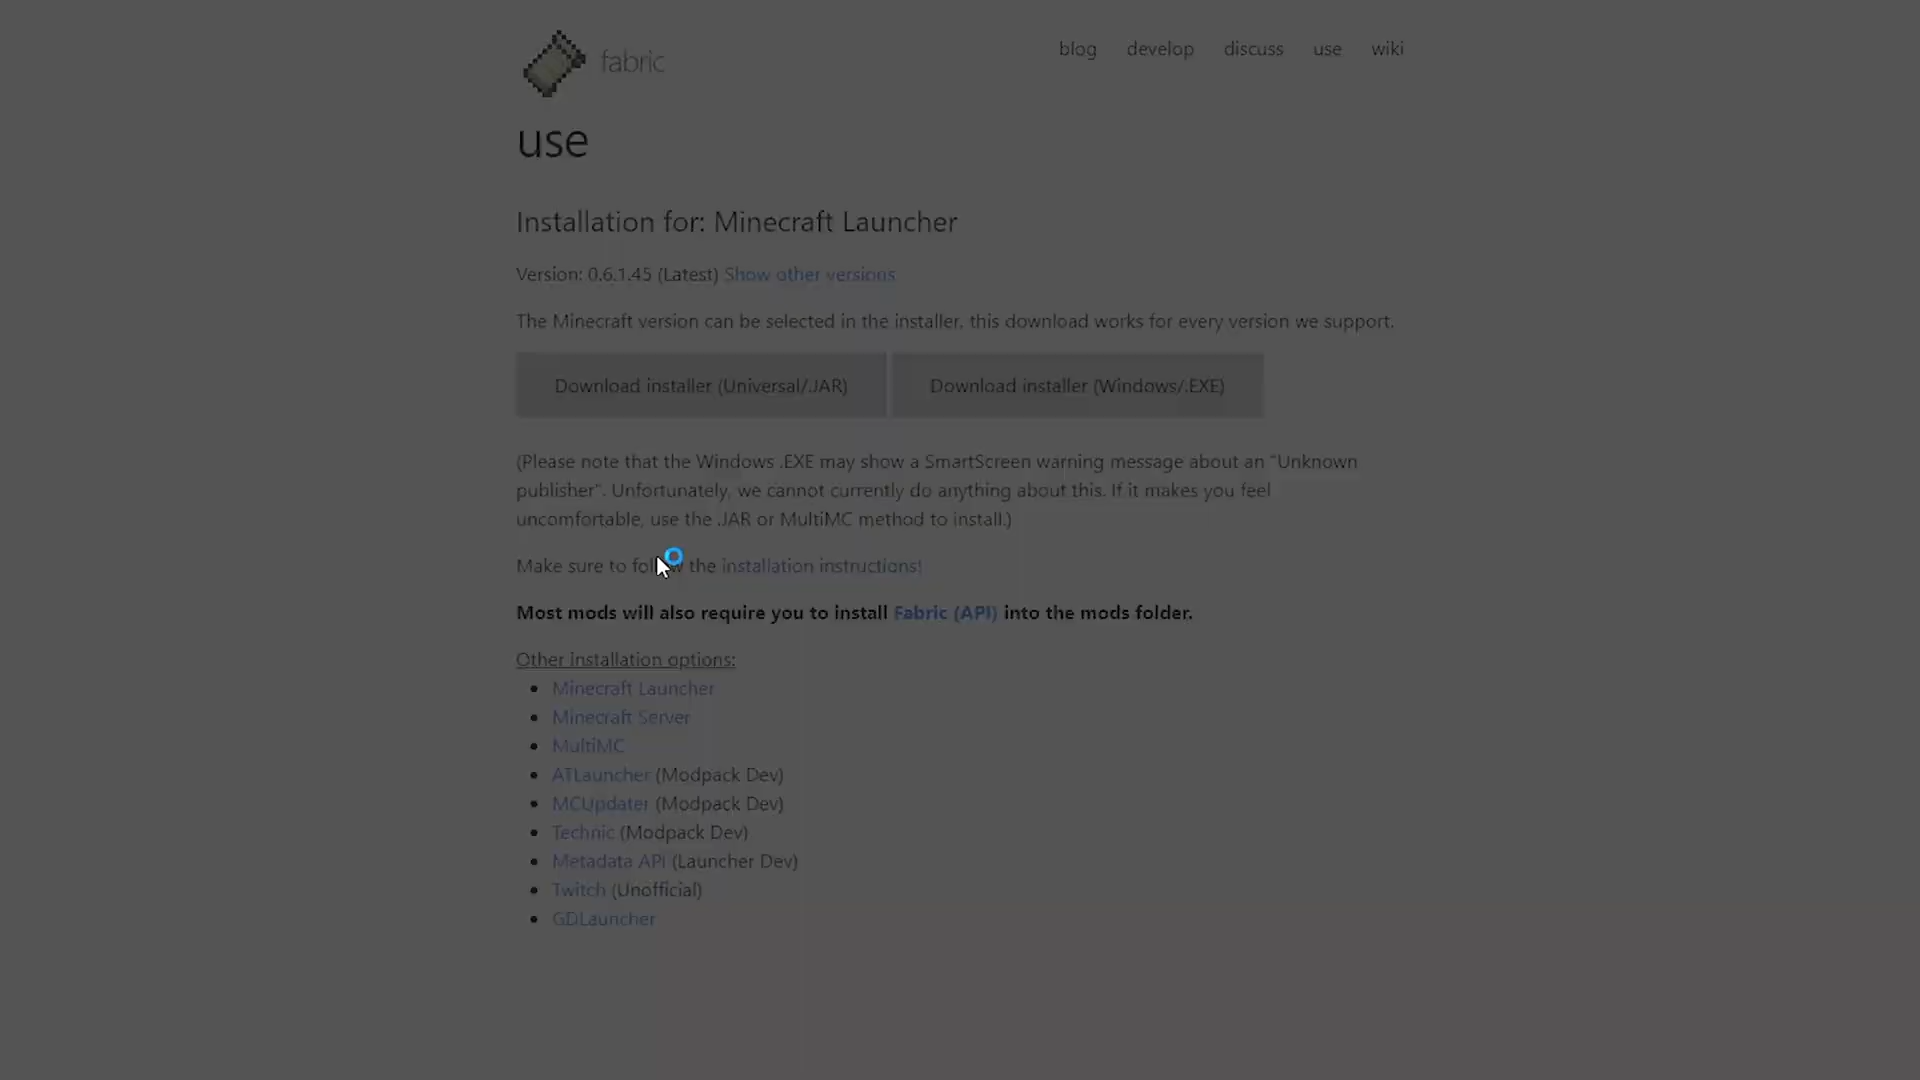 fabric
blog develop discuss use wiki
use
Installation for: Minecraft Launcher
Version: 0.6.1.45 (Latest) Show other versions
The Minecraft version can be selected in the installer, this download works for every version we support.
Download installer (Universal/.JAR) Download installer (Windows/.EXE)
(Please note that the Windows .EXE may show a SmartScreen warning message about an "Unknown
publisher". Unfortunately, we cannot currently do anything about this. If it makes you feel
uncomfortable, use the .JAR or MultiMC method to install.)
Make sure to follow the installation instructions!
Most mods will also require you to install Fabric (API) into the mods folder.
Other installation options:
Minecraft Launcher
Minecraft Server
MultiMC
ATLauncher (Modpack Dev)
MCUpdater (Modpack Dev)
Technic (Modpack Dev)
Metadata API (Launcher Dev)
Twitch (Unofficial)
GDLauncher